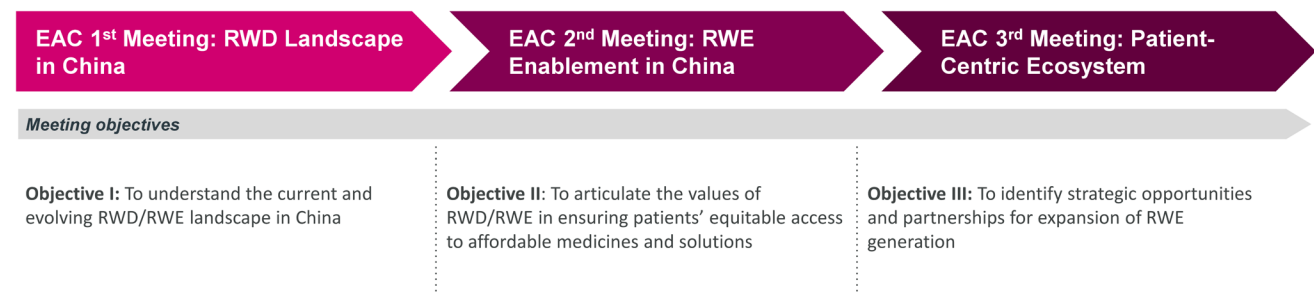 EAC 1st Meeting: RWD Landscape
in China
EAC 2nd Meeting: RWE
Enablement in China
EAC 3rd Meeting: Patient-
Centric Ecosystem
Meeting objectives
Objective I: To understand the current and
evolving RWD/RWE landscape in China
Objective II: To articulate the values of
RWD/RWE in ensuring patients’ equitable access
to affordable medicines and solutions
Objective III: To identify strategic opportunities
and partnerships for expansion of RWE
generation